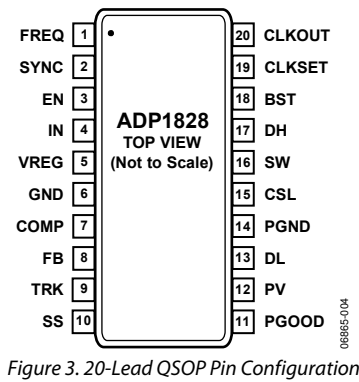 FREQ 1 20 CLKOUT
SYNC 2 19 CLKSET
EN 3 18 BST
IN 4 ADP1828 17 DH
TOP VIEW
VREG 5 (Not to Scale) 16 SW
GND 6 15 CSL
COMP 7 14 PGND
FB 8 13 DL
TRK 9 12 PV
SS 10 11 PGOOD
06865-004
Figure 3. 20-Lead QSOP Pin Configuration